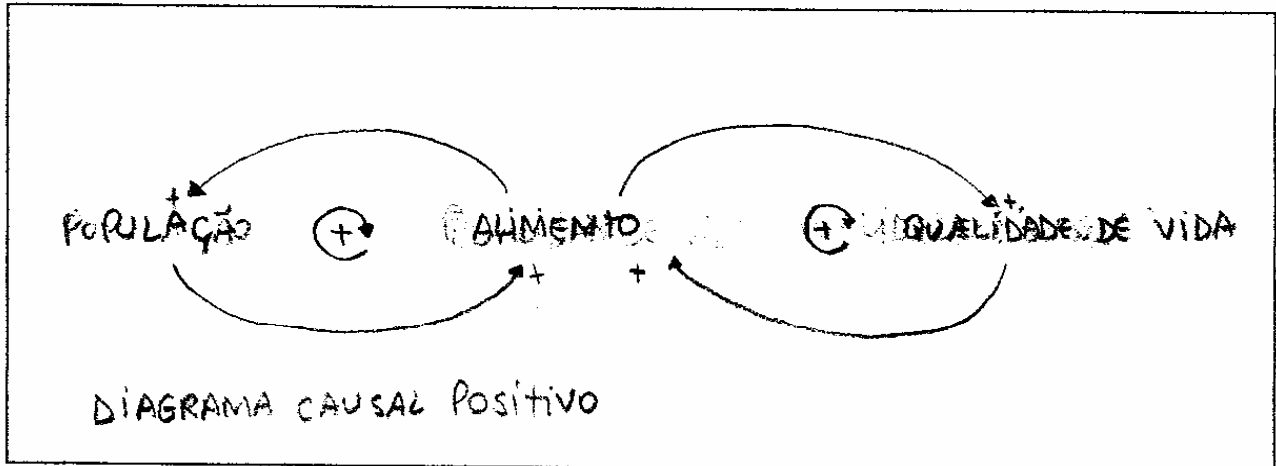 + +
POPULAÇÃO + ALIMENTO + QUALIDADE DE VIDA
+ +
DIAGRAMA CAUSAL POSITIVO